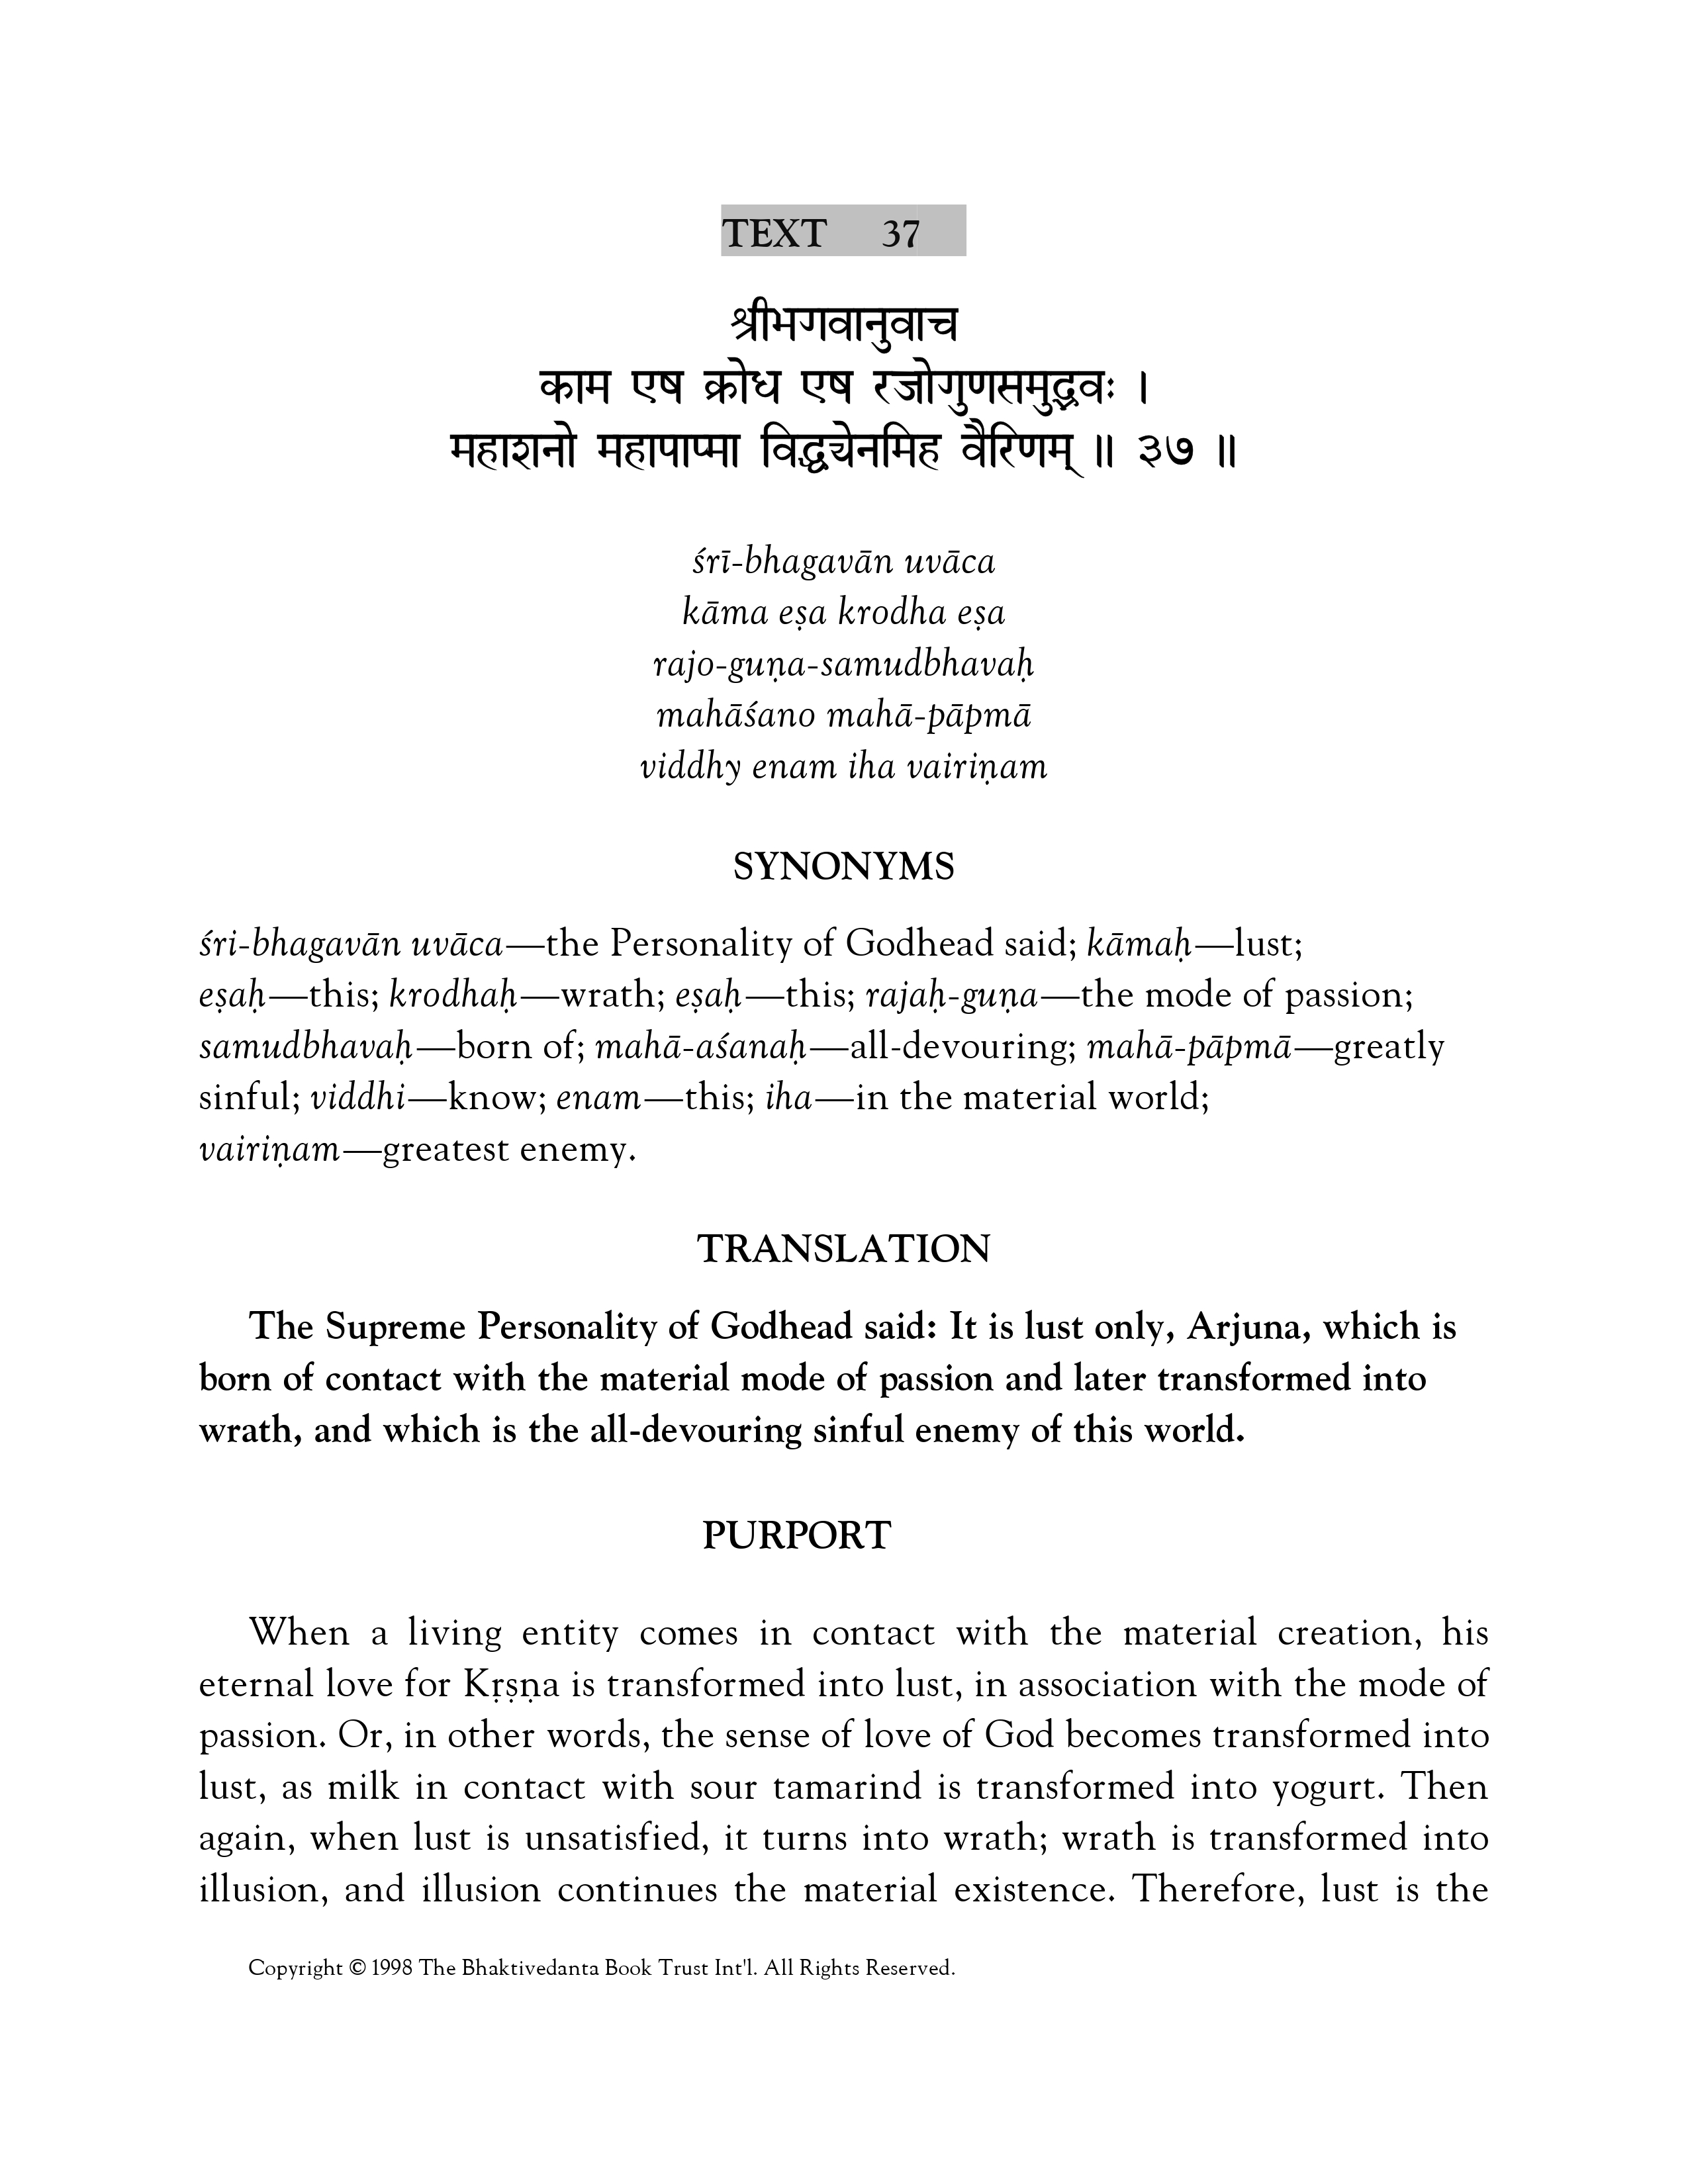 TEXT 37
श्रीभगवानुवाच
काम एष क्रोध एष रजोगुणसमुद्भवः ।
महाशनो महापाप्मा विद्ध्येनमिह वैरिणम् ॥ ३७ ॥
śrī-bhagavān uvāca
kāma eṣa krodha eṣa
rajo-guṇa-samudbhavaḥ
mahāśano mahā-pāpmā
viddhy enam iha vairiṇam
SYNONYMS
śri-bhagavān uvāca—the Personality of Godhead said; kāmaḥ—lust;
eṣaḥ—this; krodhaḥ—wrath; eṣaḥ—this; rajaḥ-guṇa—the mode of passion;
samudbhavaḥ—born of; mahā-aśanaḥ—all-devouring; mahā-pāpmā—greatly
sinful; viddhi—know; enam—this; iha—in the material world;
vairiṇam—greatest enemy.
TRANSLATION
The Supreme Personality of Godhead said: It is lust only, Arjuna, which is
born of contact with the material mode of passion and later transformed into
wrath, and which is the all-devouring sinful enemy of this world.
PURPORT
When a living entity comes in contact with the material creation, his
eternal love for Kṛṣṇa is transformed into lust, in association with the mode of
passion. Or, in other words, the sense of love of God becomes transformed into
lust, as milk in contact with sour tamarind is transformed into yogurt. Then
again, when lust is unsatisfied, it turns into wrath; wrath is transformed into
illusion, and illusion continues the material existence. Therefore, lust is the
Copyright © 1998 The Bhaktivedanta Book Trust Int'l. All Rights Reserved.